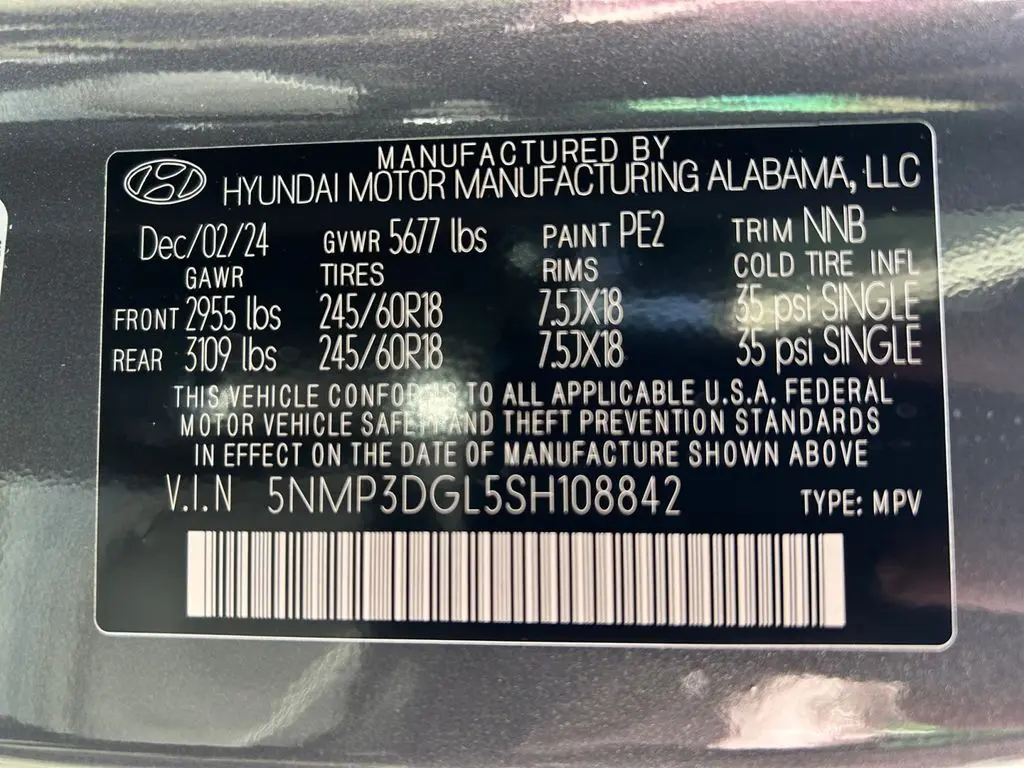 MANUFACTURED BY
HYUNDAI MOTOR MANUFACTURING ALABAMA, LLC
Dec/02/24 GVWR 5677 lbs PAINT PE2 TRIM NNB
GAWR TIRES RIMS COLD TIRE INFL
FRONT 2955 lbs 245/60R18 7.5JX18 35 psi SINGLE
REAR 3109 lbs 245/60R18 7.5JX18 35 psi SINGLE
THIS VEHICLE CONFORMS TO ALL APPLICABLE U.S.A. FEDERAL
MOTOR VEHICLE SAFETY AND THEFT PREVENTION STANDARDS
IN EFFECT ON THE DATE OF MANUFACTURE SHOWN ABOVE
V.I.N 5NMP3DGL5SH108842 TYPE: MPV